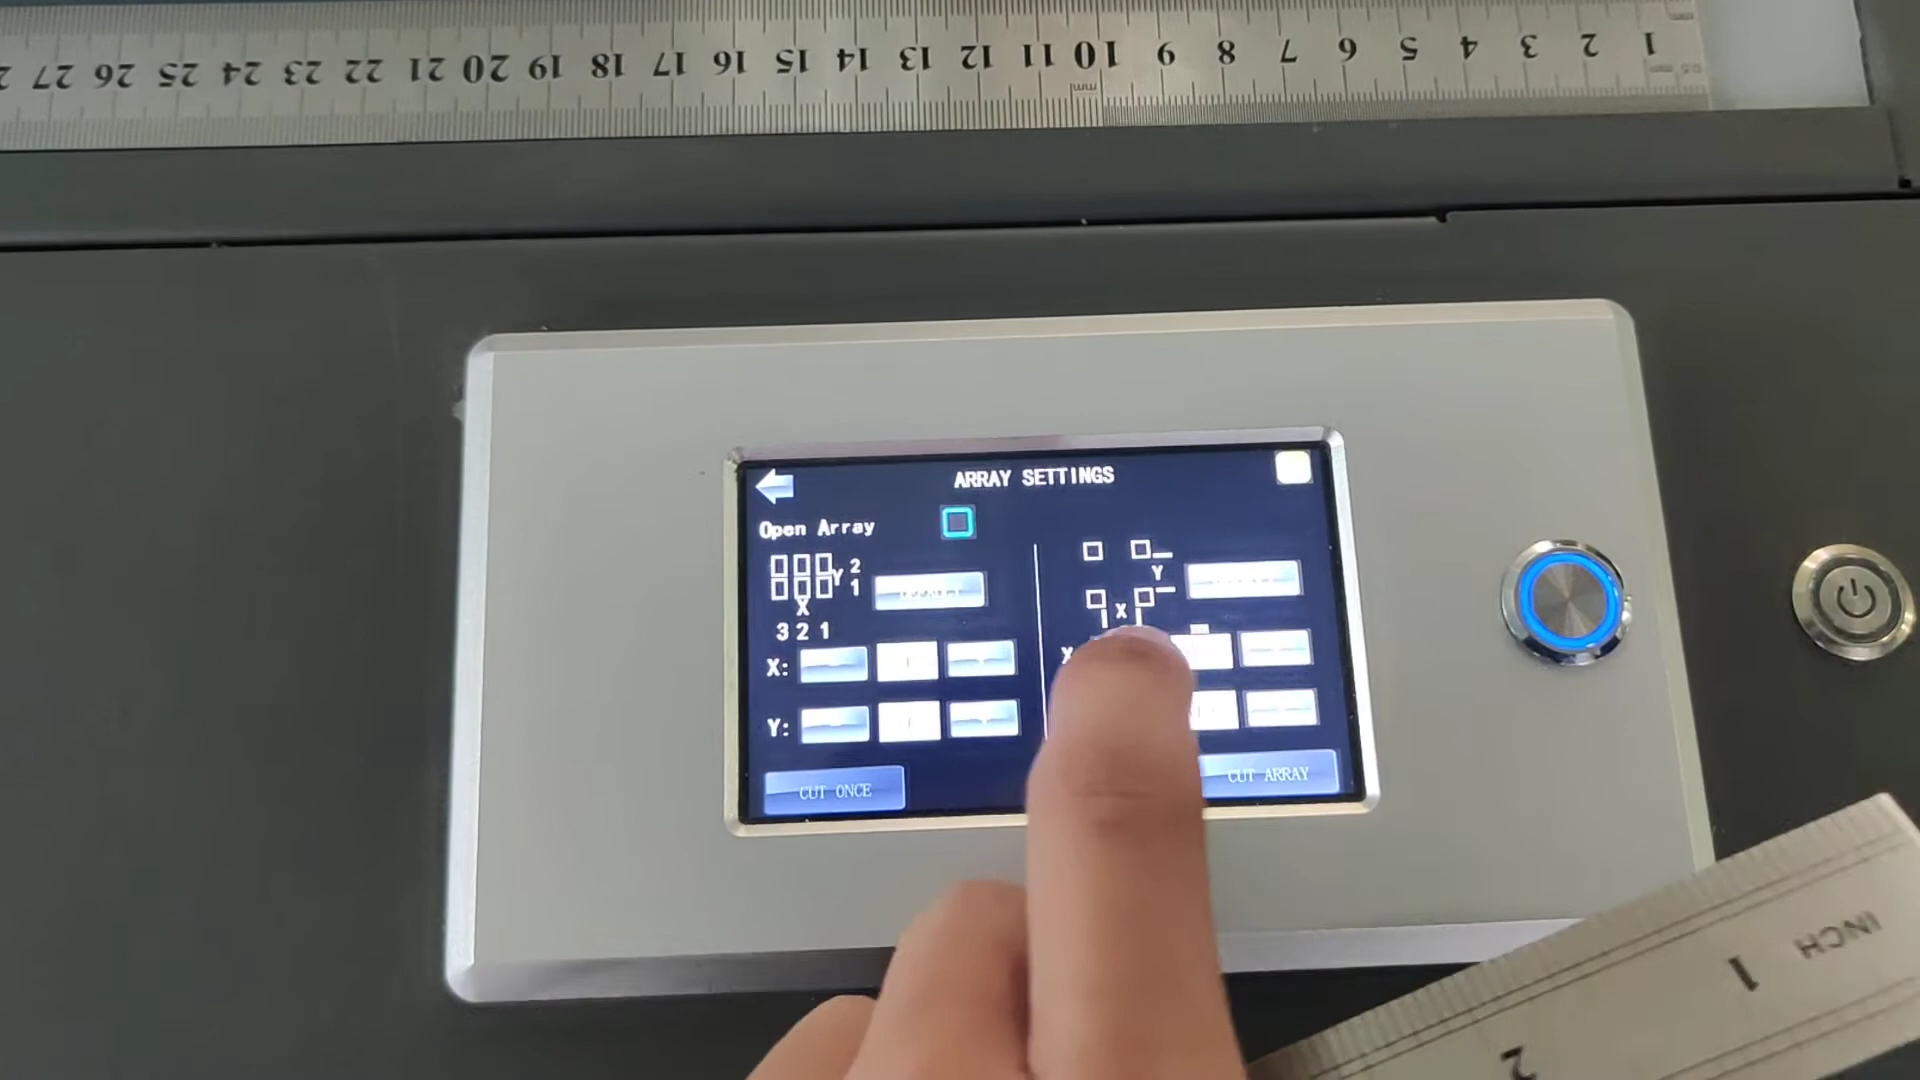 27 26 25 24 23 22 21 20 19 18 17 16 15 14 13 12 11 10 9 8 7 6 5 4 3 2 1
mm
ARRAY SETTINGS
Open Array
Y 2
1
X
3 2 1
Y
X
X:
Y:
CUT ONCE
CUT ARRAY
INCH
1
2